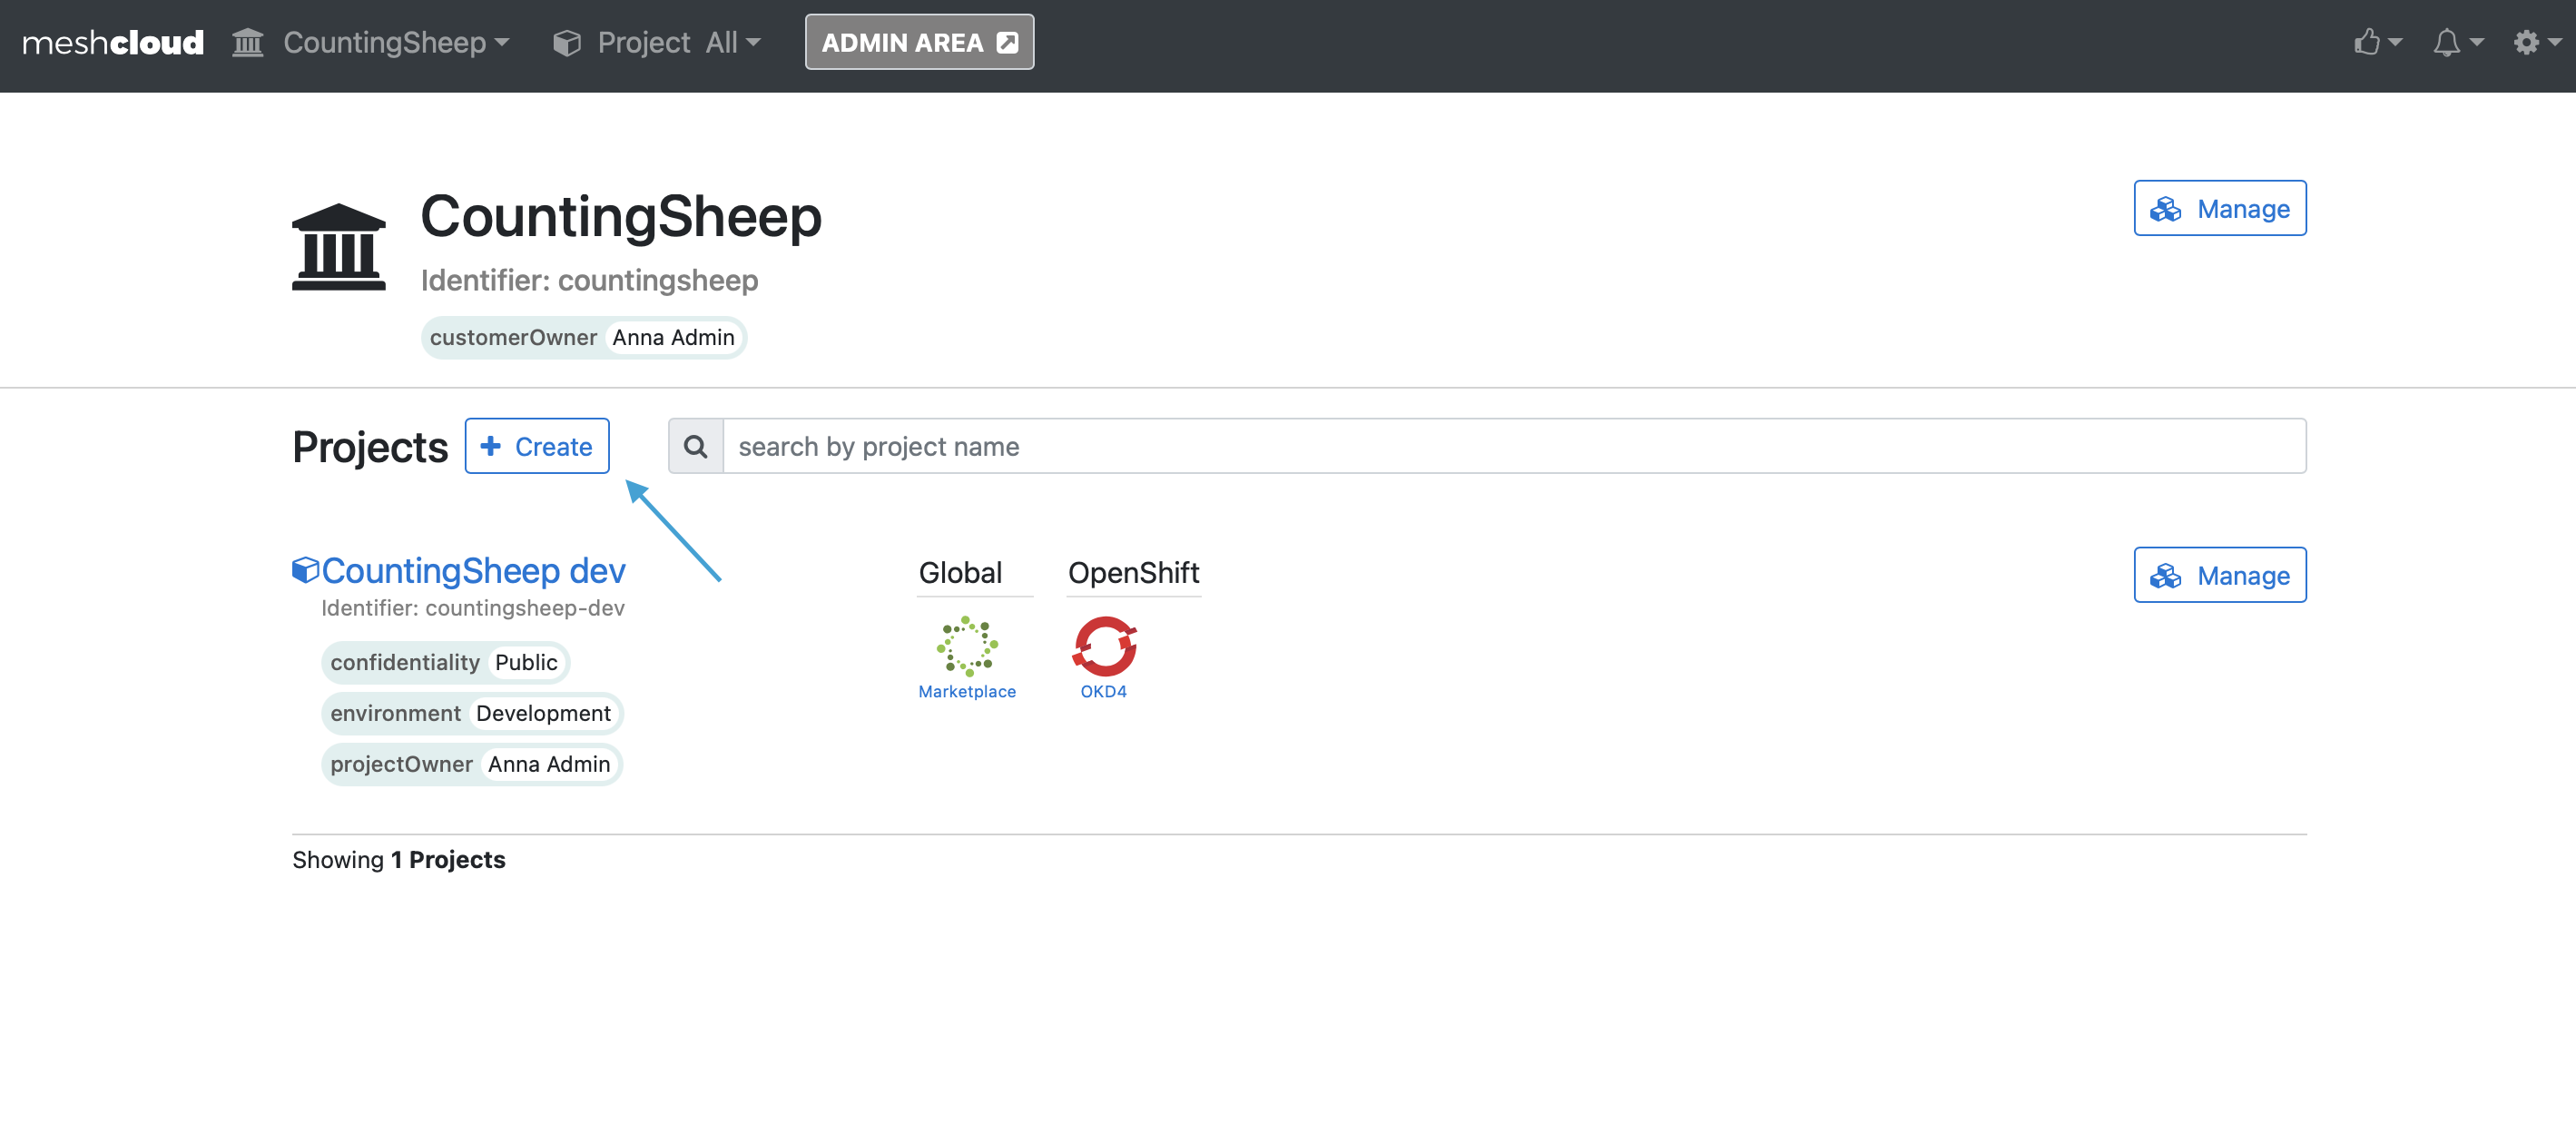 meshcloud CountingSheep Project All ADMIN AREA
CountingSheep
Manage
Identifier: countingsheep
customerOwner Anna Admin
Projects
Create
search by project name
CountingSheep dev
Identifier: countingsheep-dev
confidentiality Public
environment Development
projectOwner Anna Admin
Global
Marketplace
OpenShift
OKD4
Manage
Showing 1 Projects